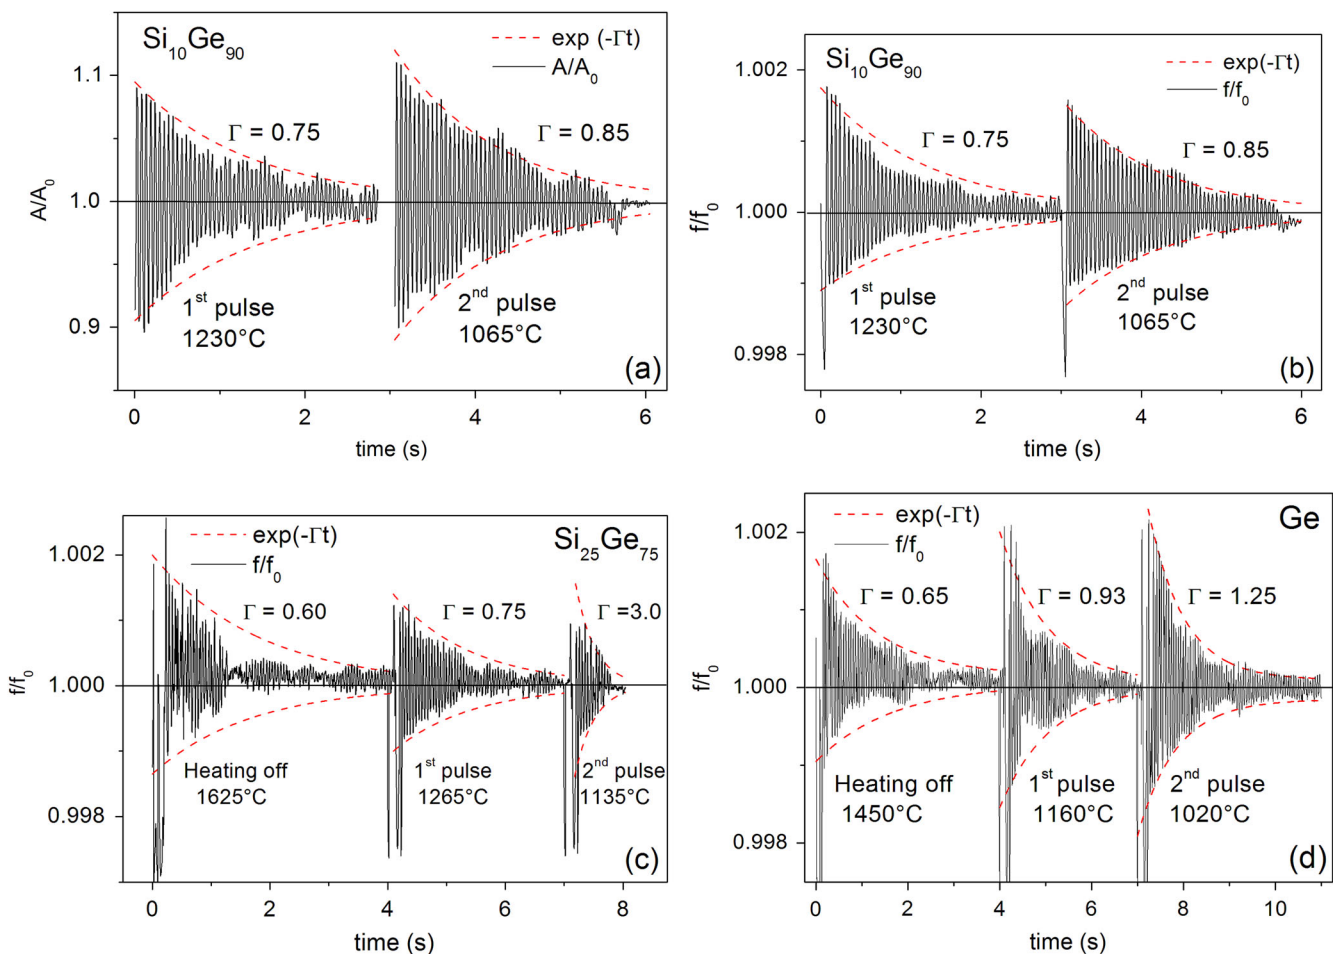 Si10Ge90
exp (-Γt)
A/A0
1.1
Γ = 0.75
Γ = 0.85
A/A0
1.0
1st pulse
1230°C
2nd pulse
1065°C
0.9
(a)
0
2
4
6
time (s)
1.002
Si10Ge90
exp(-Γt)
f/f0
Γ = 0.75
Γ = 0.85
f/f0
1.000
1st pulse
1230°C
2nd pulse
1065°C
0.998
(b)
0
2
4
6
time (s)
exp(-Γt)
f/f0
Si25Ge75
1.002
Γ = 0.60
Γ = 0.75
Γ =3.0
f/f0
1.000
Heating off
1625°C
1st pulse
1265°C
2nd pulse
1135°C
0.998
(c)
0
2
4
6
8
time (s)
exp(-Γt)
f/f0
Ge
1.002
Γ = 0.65
Γ = 0.93
Γ = 1.25
f/f0
1.000
Heating off
1450°C
1st pulse
1160°C
2nd pulse
1020°C
0.998
(d)
0
2
4
6
8
10
time (s)